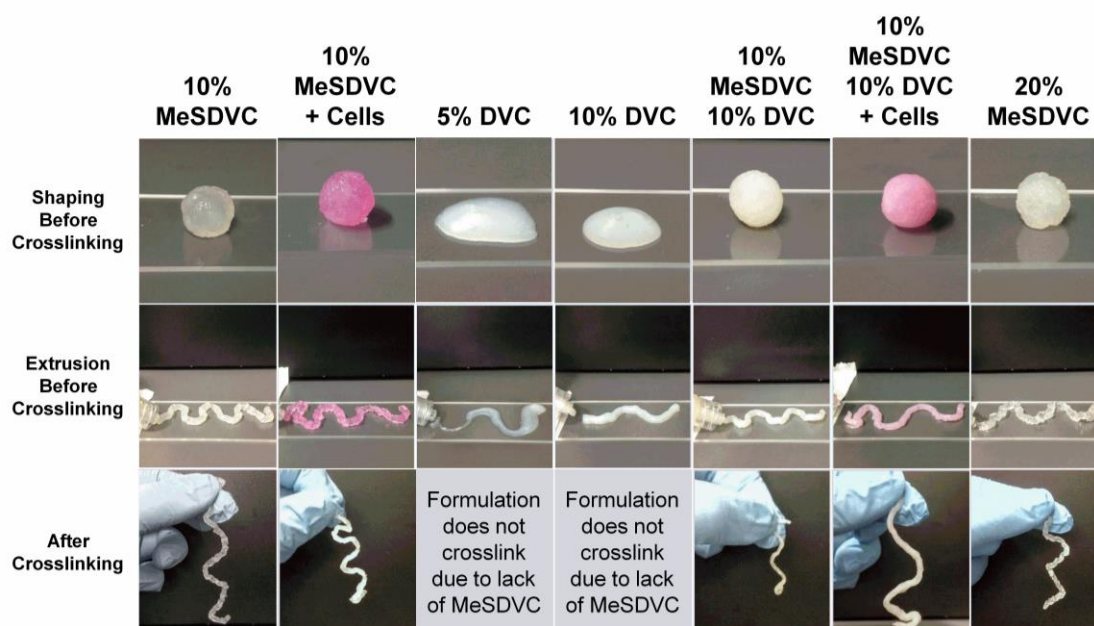 10%
MeSDVC
10%
MeSDVC
+ Cells
5% DVC
10% DVC
10%
MeSDVC
10% DVC
10%
MeSDVC
10% DVC
+ Cells
20%
MeSDVC
Shaping
Before
Crosslinking
Extrusion
Before
Crosslinking
After
Crosslinking
Formulation
does not
crosslink
due to lack
of MeSDVC
Formulation
does not
crosslink
due to lack
of MeSDVC